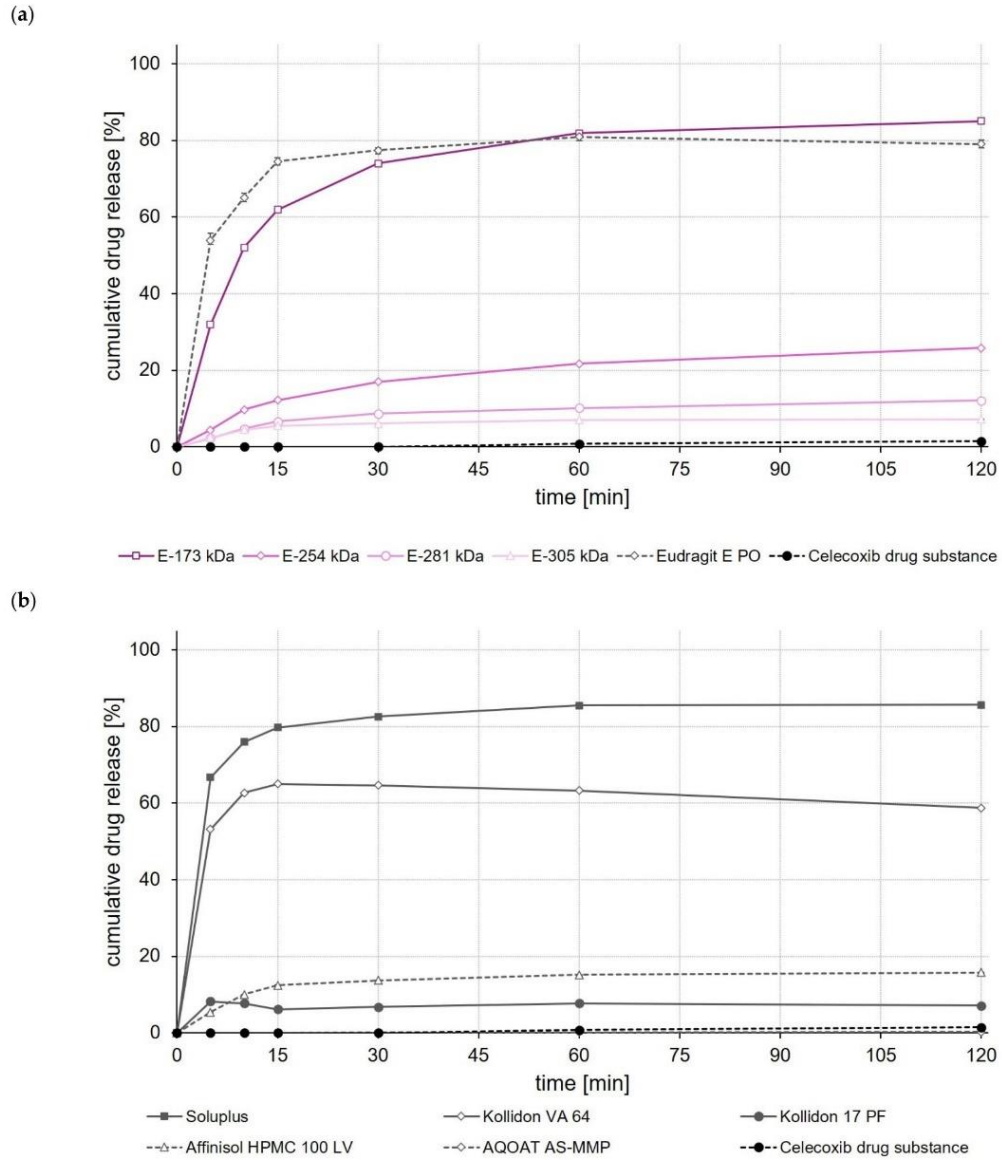 (a)
100
80
60
40
20
0
cumulative drug release [%]
0 15 30 45 60 75 90 105 120
time [min]
E-173 kDa E-254 kDa E-281 kDa E-305 kDa Eudragit E PO Celecoxib drug substance
(b)
100
80
60
40
20
0
cumulative drug release [%]
0 15 30 45 60 75 90 105 120
time [min]
Soluplus Kollidon VA 64 Kollidon 17 PF
Affinisol HPMC 100 LV AQOAT AS-MMP Celecoxib drug substance